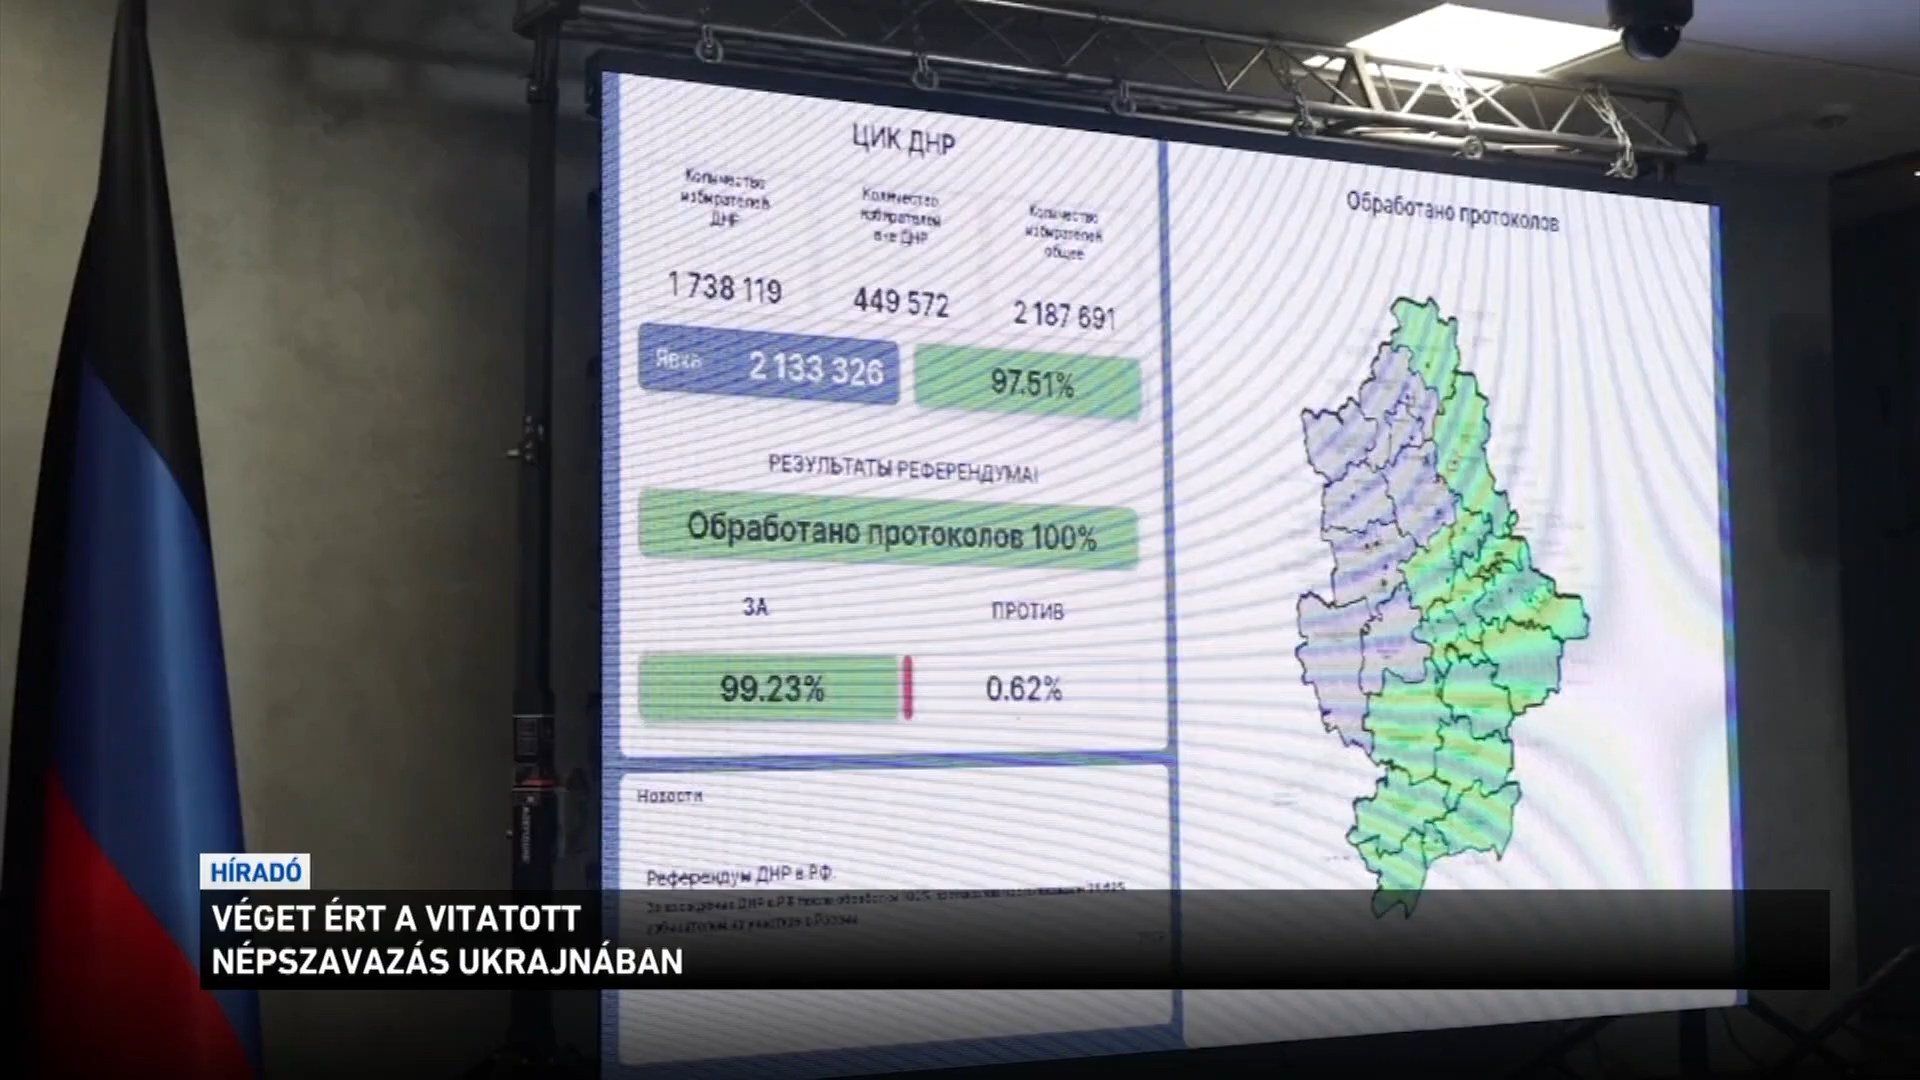 ЦИК ДНР
Количество
избирателей
ДНР
Количество
избирателей
вне ДНР
Количество
избирателей
общее
1 738 119
449 572
2 187 691
Явка 2 133 326
97.51%
РЕЗУЛЬТАТЫ РЕФЕРЕНДУМА!
Обработано протоколов 100%
ЗА
ПРОТИВ
99.23%
0.62%
Новости
Референдум ДНР в РФ.
Обработано протоколов
HÍRADÓ
VÉGET ÉRT A VITATOTT
NÉPSZAVAZÁS UKRAJNÁBAN